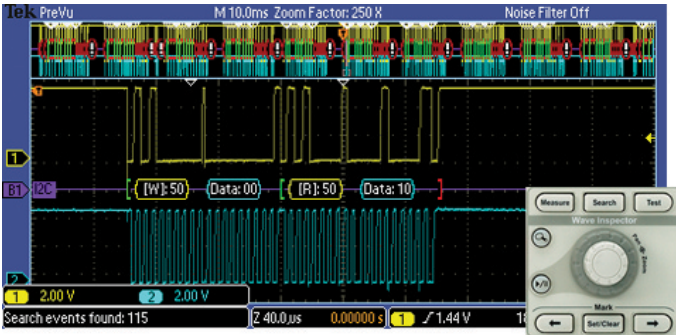 Tek PreVu M 10.0ms Zoom Factor: 250 X Noise Filter Off
T
T
1
B1 I2C [W]: 50 Data: 00 [R]: 50 Data: 10
2
1 2.00 V 2 2.00 V
Search events found: 115 Z 40.0µs 0.00000 s 1 1.44 V
Measure Search Test
Wave Inspector
Pan Zoom
Mark
← Set/Clear →